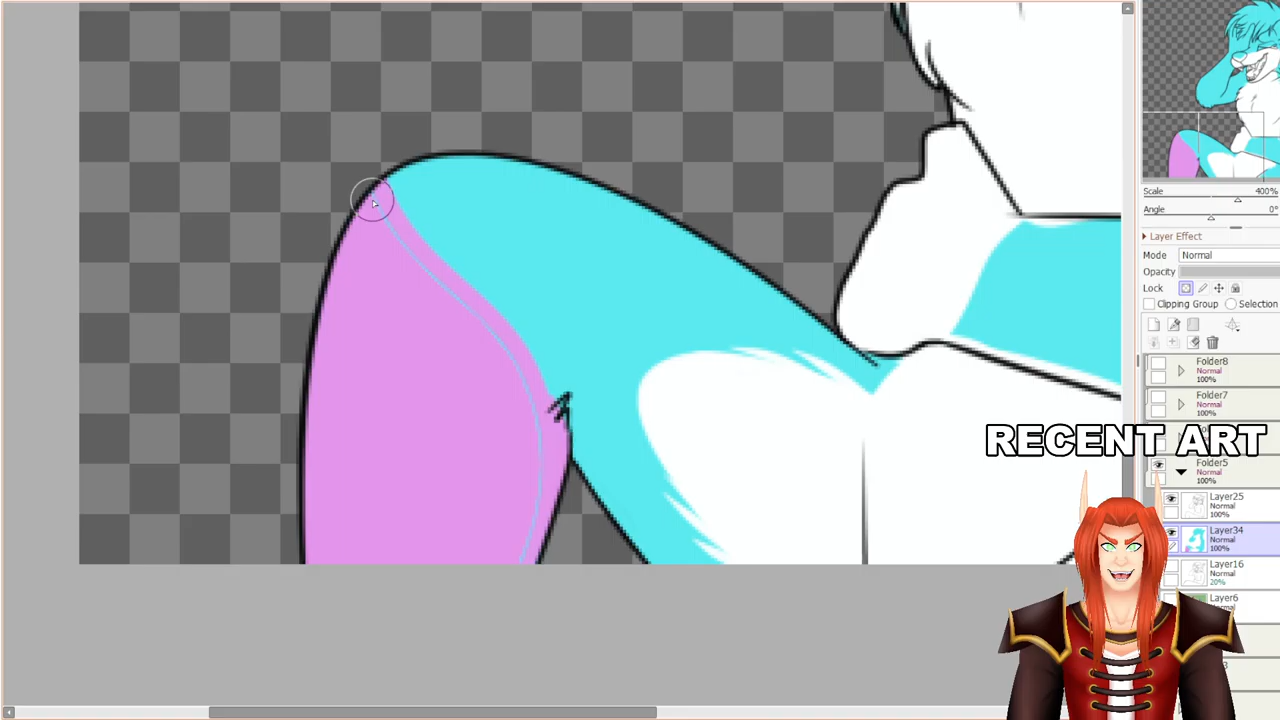 Scale
400%
Angle
0°
Layer Effect
Mode
Normal
Opacity
Lock
Clipping Group
Selection
Folder8
Normal
100%
Folder7
Normal
100%
RECENT ART
Folder5
Normal
100%
Layer25
Normal
100%
Layer34
Normal
100%
Layer16
Normal
20%
Layer6